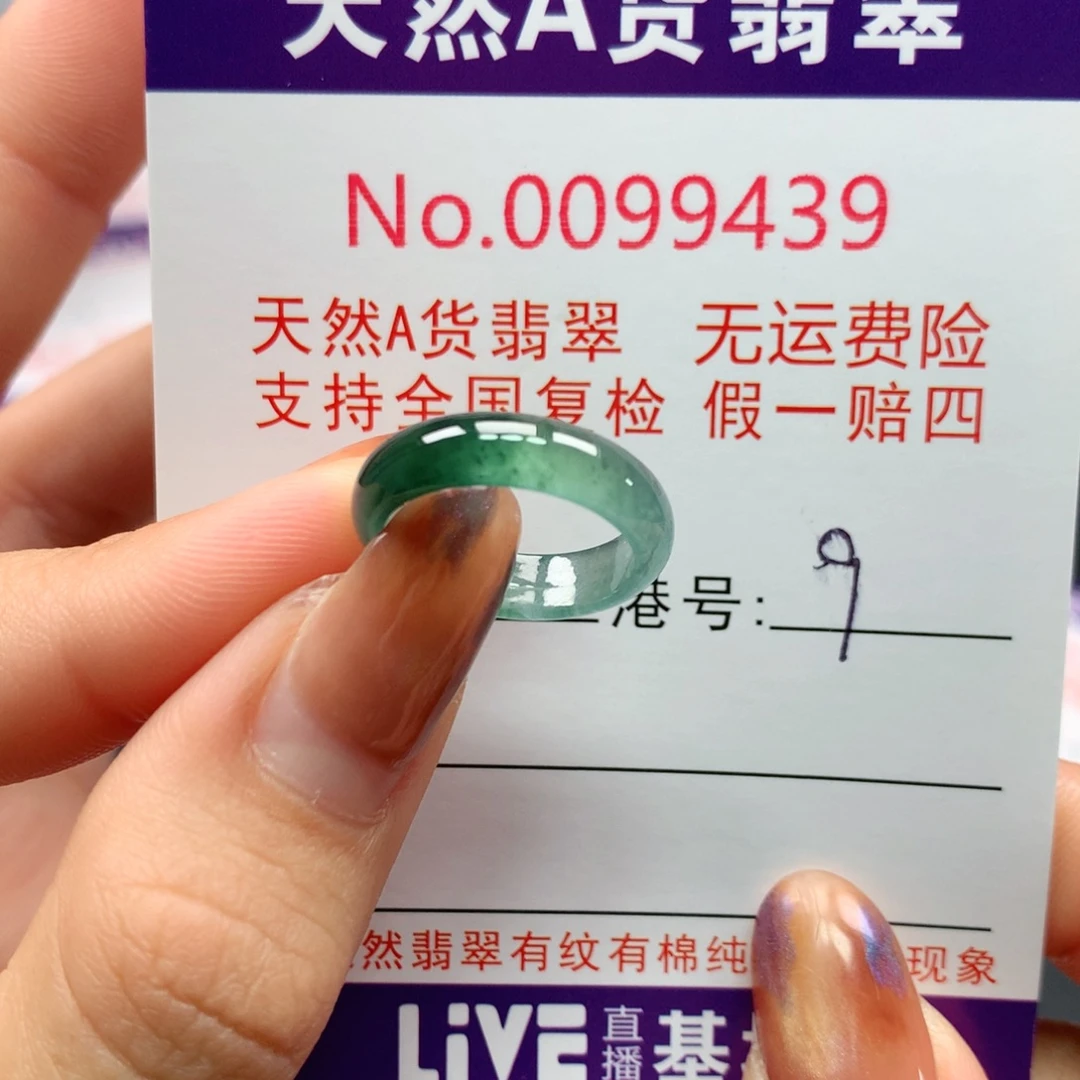 天然A货翡翠
No.0099439
天然A货翡翠 无运费险
支持全国复检 假一赔四
港号: 9
然翡翠有纹有棉纯 现象
LiVE 直播 基